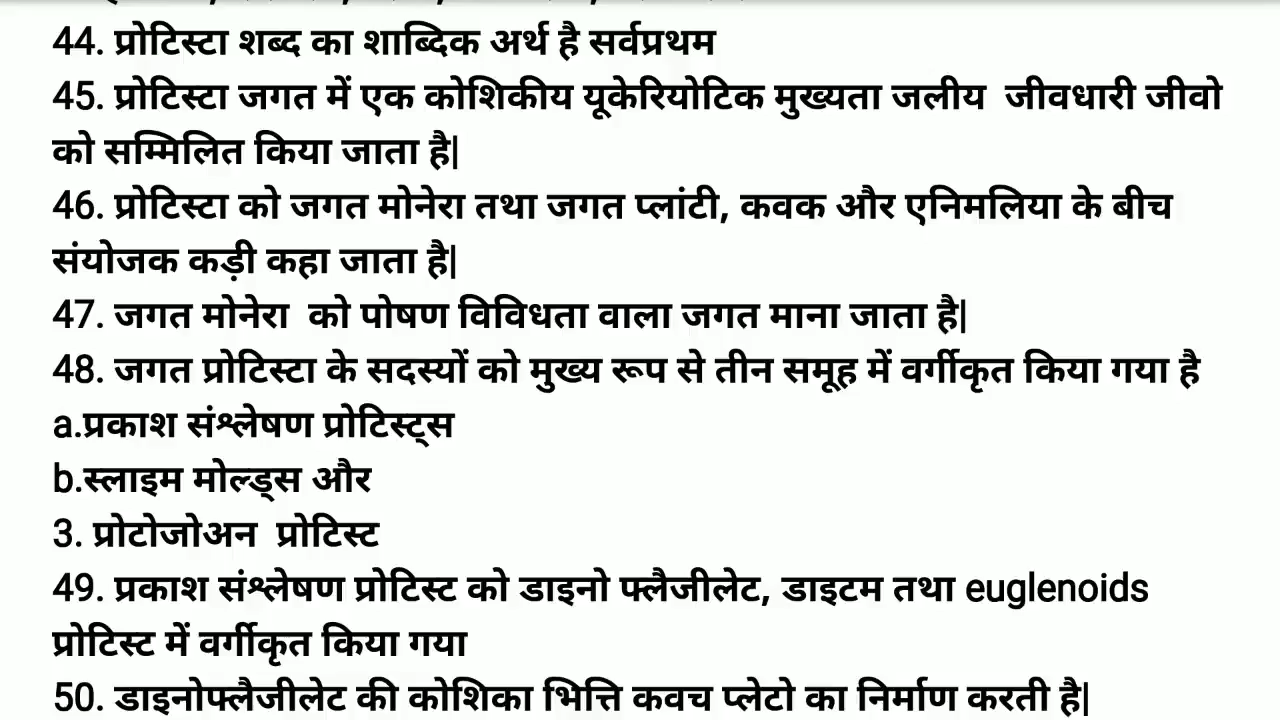 44. प्रोटिस्टा शब्द का शाब्दिक अर्थ है सर्वप्रथम
45. प्रोटिस्टा जगत में एक कोशिकीय यूकेरियोटिक मुख्यता जलीय जीवधारी जीवो
को सम्मिलित किया जाता है|
46. प्रोटिस्टा को जगत मोनेरा तथा जगत प्लांटी, कवक और एनिमलिया के बीच
संयोजक कड़ी कहा जाता है|
47. जगत मोनेरा को पोषण विविधता वाला जगत माना जाता है|
48. जगत प्रोटिस्टा के सदस्यों को मुख्य रूप से तीन समूह में वर्गीकृत किया गया है
a.प्रकाश संश्लेषण प्रोटिस्ट्स
b.स्लाइम मोल्ड्स और
3. प्रोटोजोअन प्रोटिस्ट
49. प्रकाश संश्लेषण प्रोटिस्ट को डाइनो फ्लैजीलेट, डाइटम तथा euglenoids
प्रोटिस्ट में वर्गीकृत किया गया
50. डाइनोफ्लैजीलेट की कोशिका भित्ति कवच प्लेटो का निर्माण करती है|